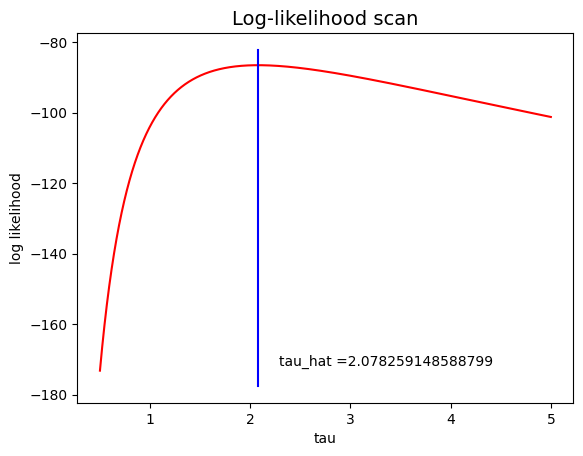 Log-likelihood scan
log likelihood
−80
−100
−120
−140
−160
−180
tau_hat =2.078259148588799
1 2 3 4 5
tau